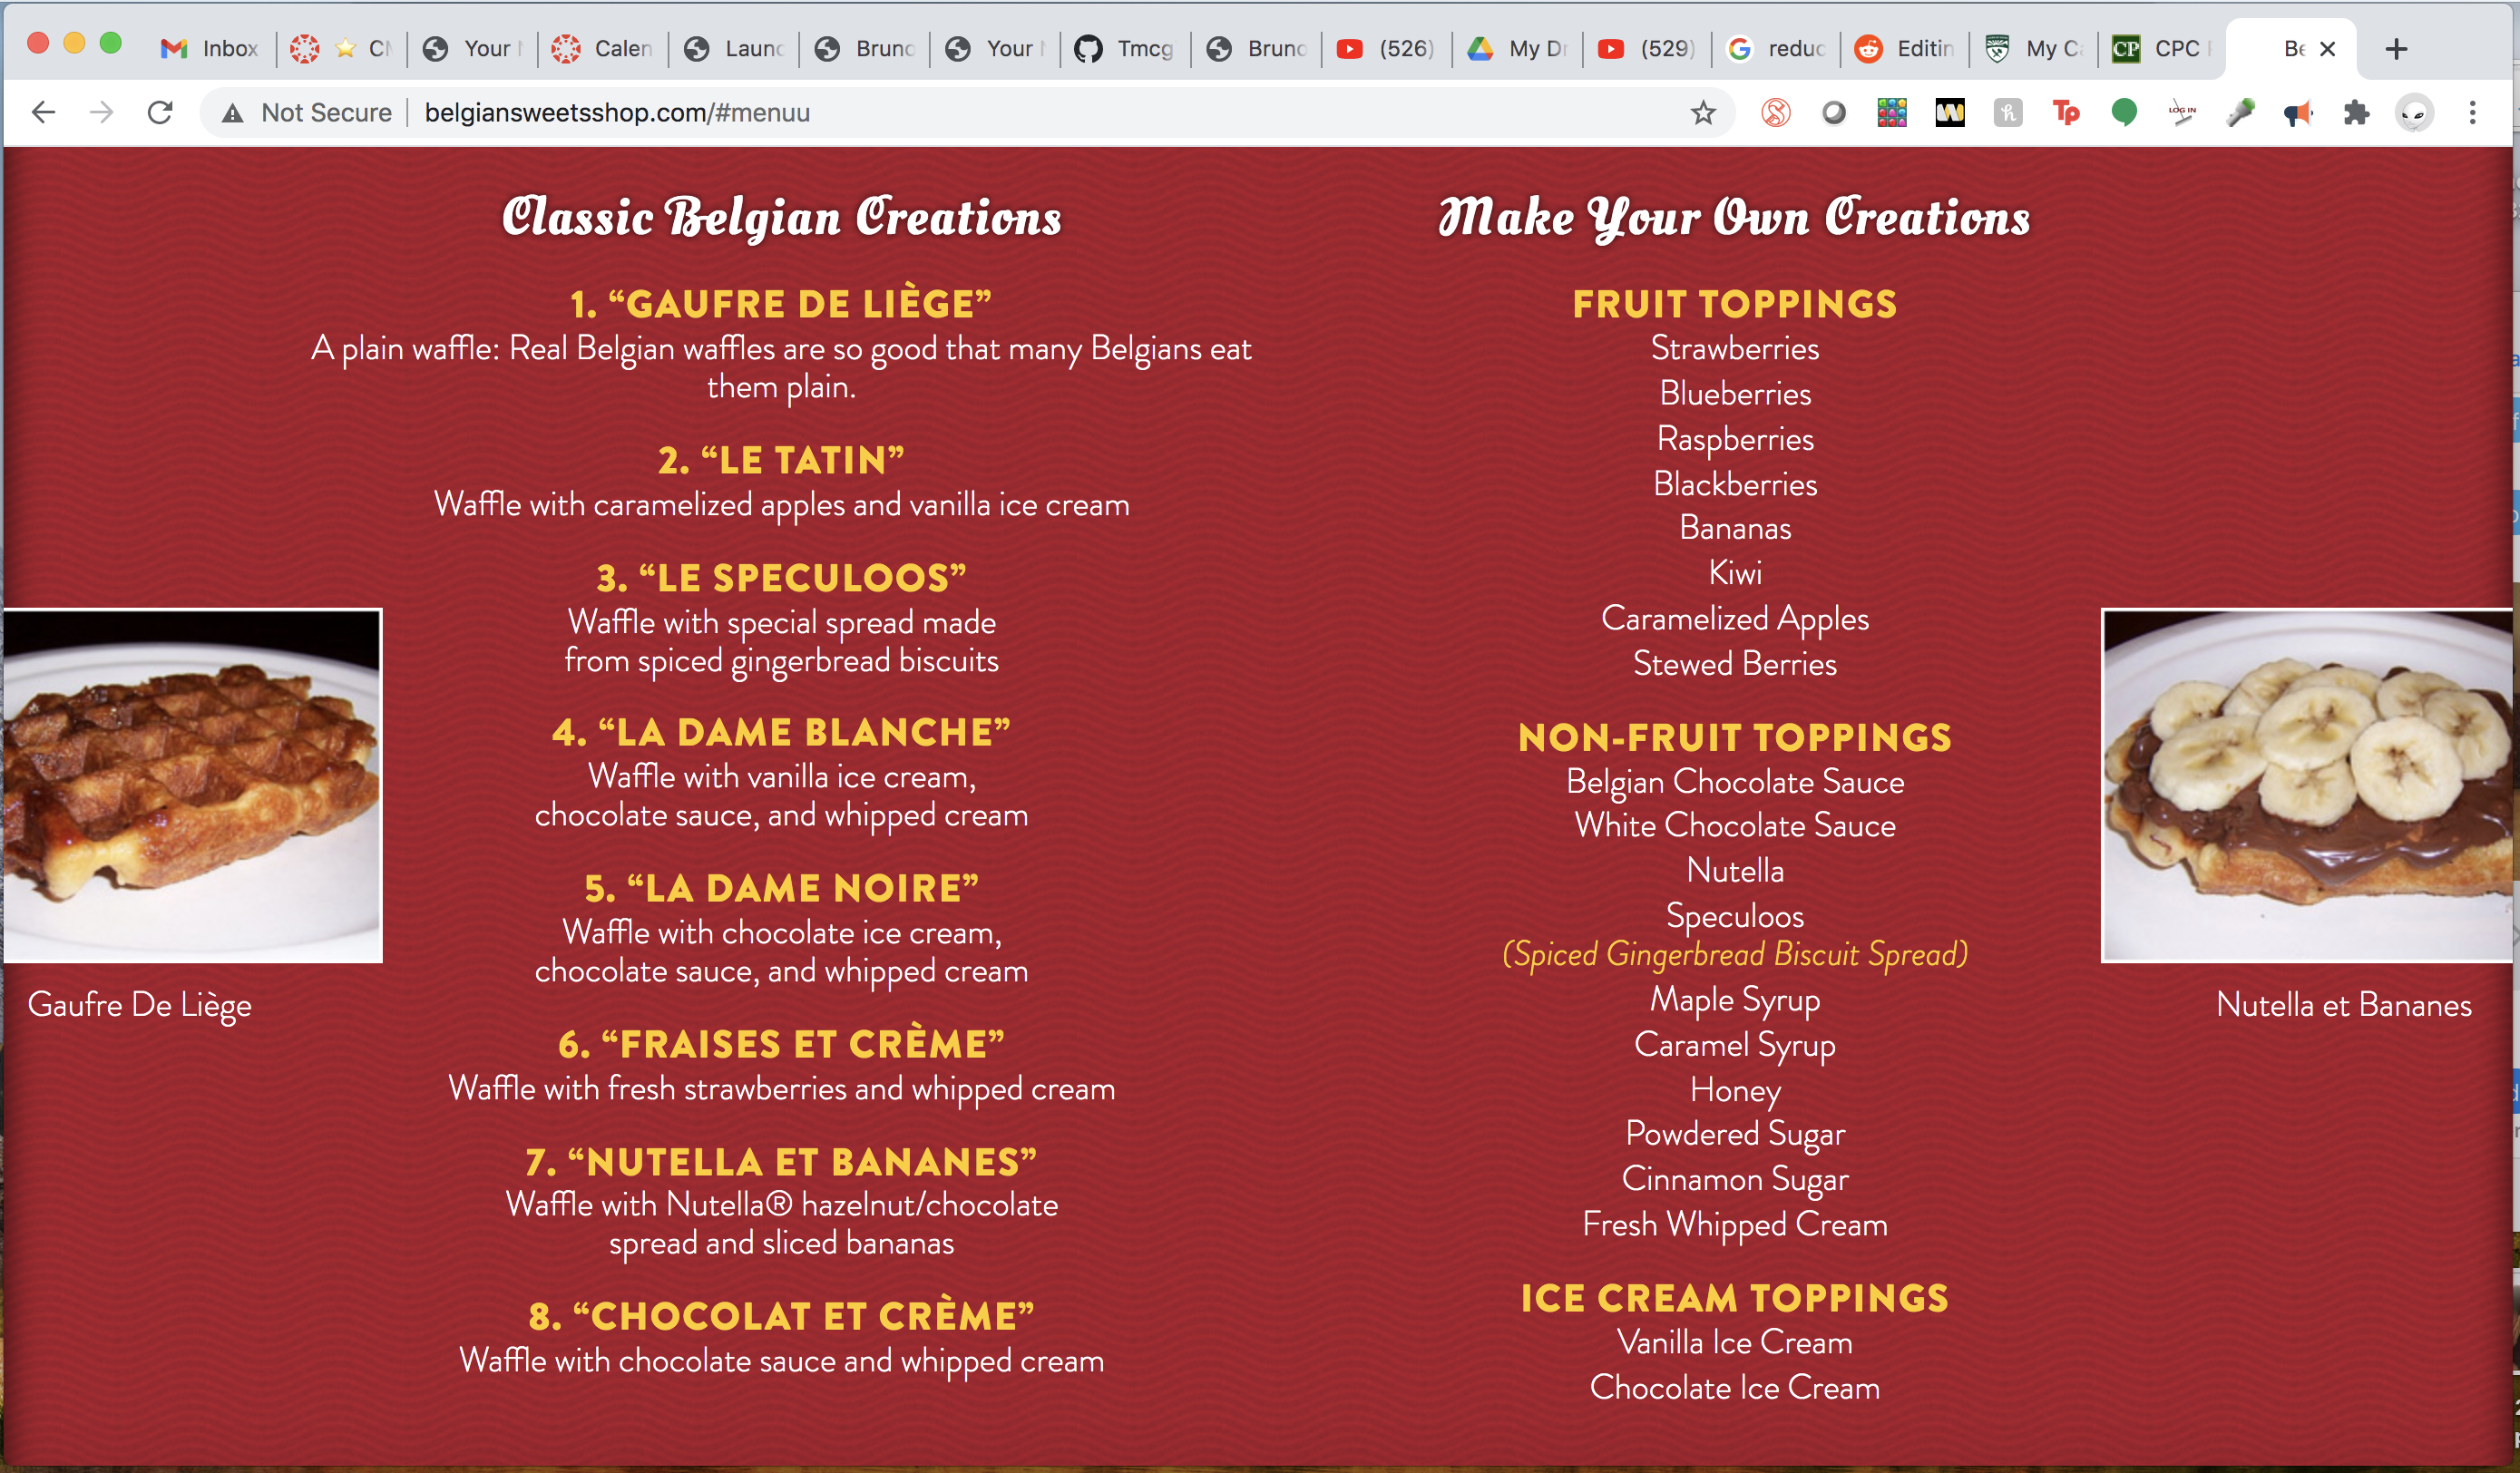 Inbox
CM
Your
Calen
Launc
Bruno
Your
Tmcg
Bruno
(526)
My Dr
(529)
reduc
Editin
My Ca
CPC
Be
Not Secure
belgiansweetsshop.com/#menuu
LOG IN
Classic Belgian Creations
1. “GAUFRE DE LIÈGE”
A plain waffle: Real Belgian waffles are so good that many Belgians eat
them plain.
2. “LE TATIN”
Waffle with caramelized apples and vanilla ice cream
3. “LE SPECULOOS”
Waffle with special spread made
from spiced gingerbread biscuits
4. “LA DAME BLANCHE”
Waffle with vanilla ice cream,
chocolate sauce, and whipped cream
5. “LA DAME NOIRE”
Waffle with chocolate ice cream,
chocolate sauce, and whipped cream
6. “FRAISES ET CRÈME”
Waffle with fresh strawberries and whipped cream
7. “NUTELLA ET BANANES”
Waffle with Nutella® hazelnut/chocolate
spread and sliced bananas
8. “CHOCOLAT ET CRÈME”
Waffle with chocolate sauce and whipped cream
Gaufre De Liège
Make Your Own Creations
FRUIT TOPPINGS
Strawberries
Blueberries
Raspberries
Blackberries
Bananas
Kiwi
Caramelized Apples
Stewed Berries
NON-FRUIT TOPPINGS
Belgian Chocolate Sauce
White Chocolate Sauce
Nutella
Speculoos
(Spiced Gingerbread Biscuit Spread)
Maple Syrup
Caramel Syrup
Honey
Powdered Sugar
Cinnamon Sugar
Fresh Whipped Cream
ICE CREAM TOPPINGS
Vanilla Ice Cream
Chocolate Ice Cream
Nutella et Bananes